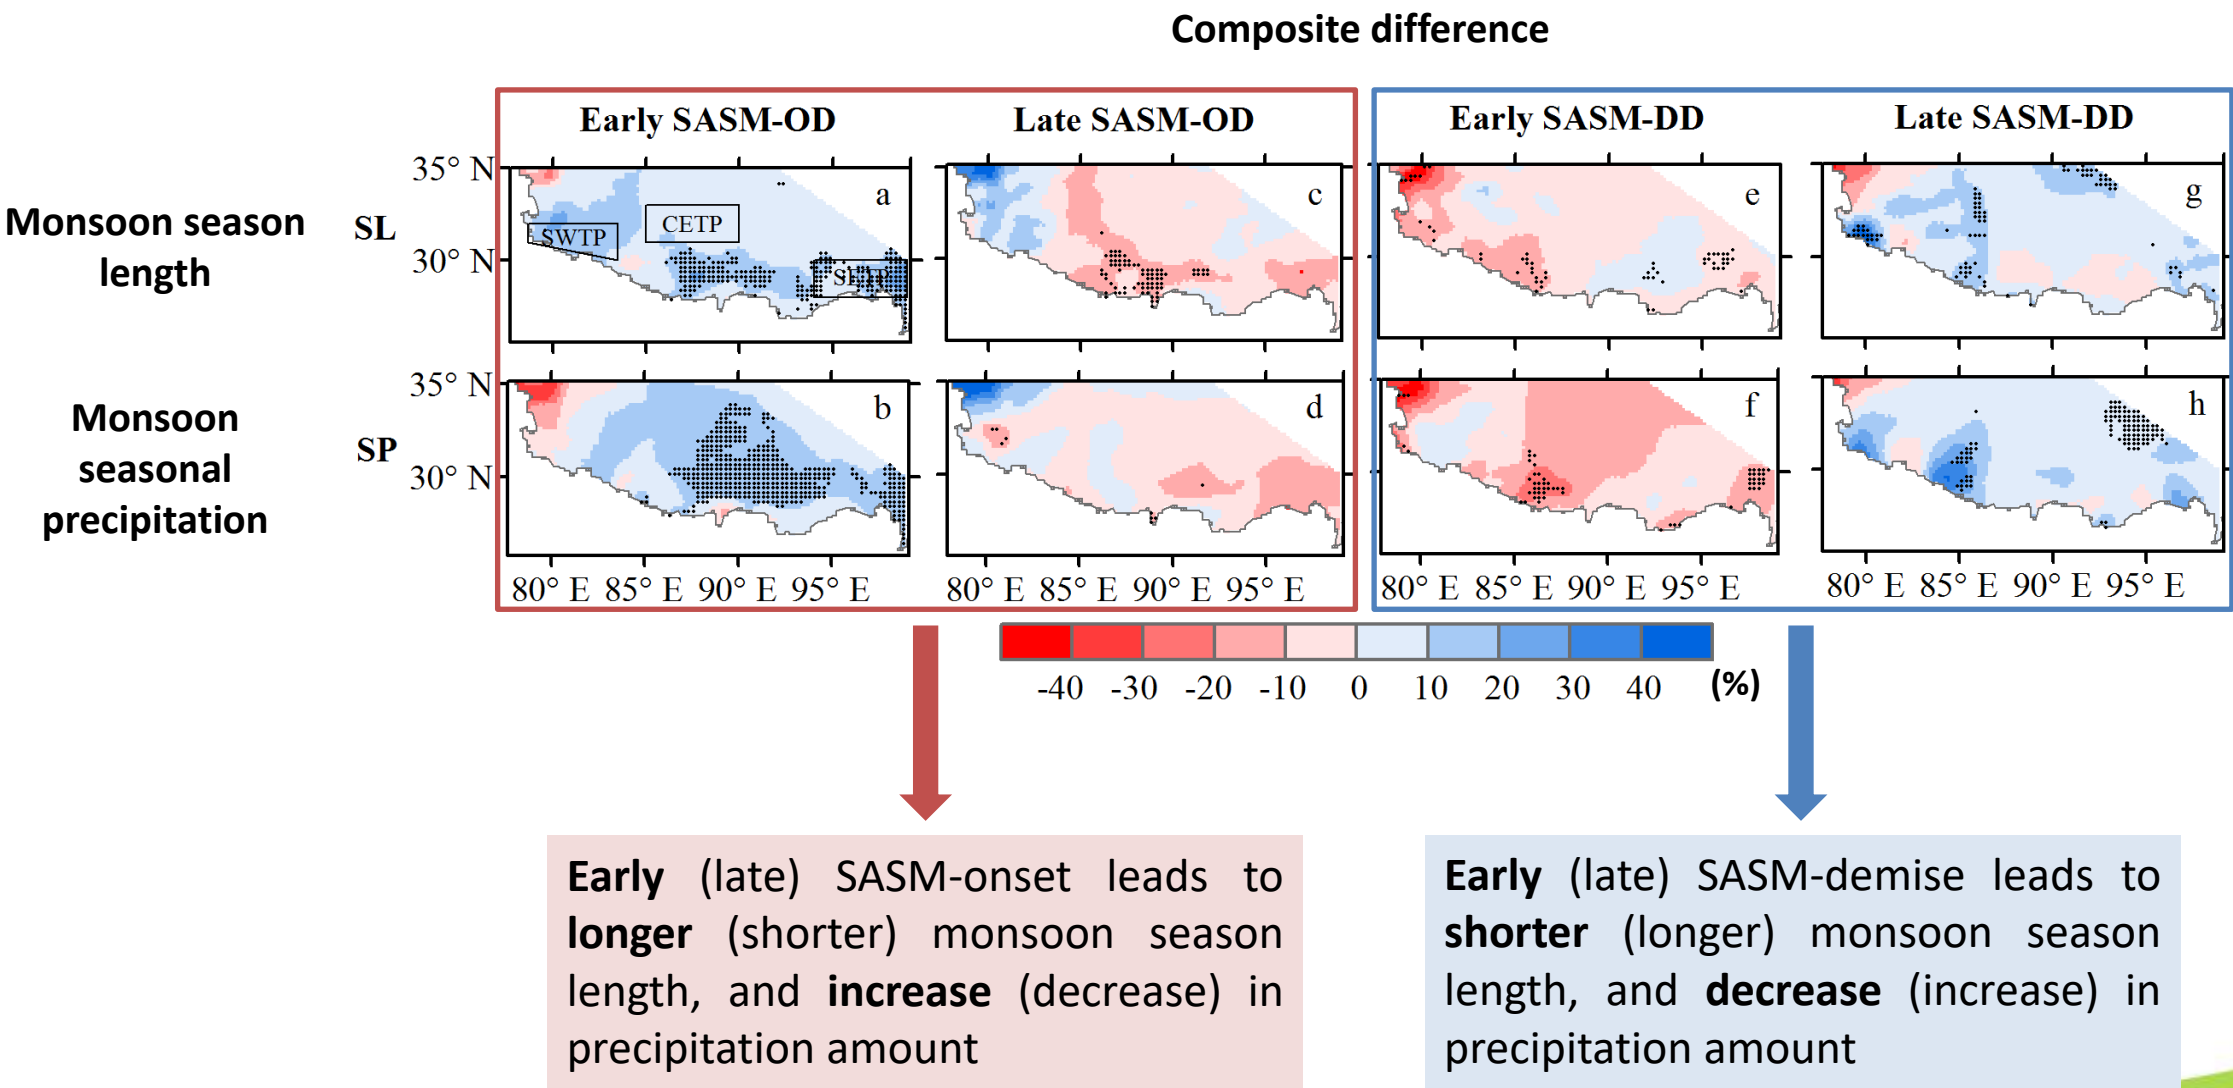 Composite difference
Early SASM-OD
Late SASM-OD
Early SASM-DD
Late SASM-DD
Monsoon season
length
SL
35° N
30° N
a
SWTP
CETP
SETP
c
e
g
Monsoon
seasonal
precipitation
SP
35° N
30° N
b
d
f
h
80° E 85° E 90° E 95° E
80° E 85° E 90° E 95° E
80° E 85° E 90° E 95° E
80° E 85° E 90° E 95° E
-40 -30 -20 -10 0 10 20 30 40 (%)
Early (late) SASM-onset leads to
longer (shorter) monsoon season
length, and increase (decrease) in
precipitation amount
Early (late) SASM-demise leads to
shorter (longer) monsoon season
length, and decrease (increase) in
precipitation amount